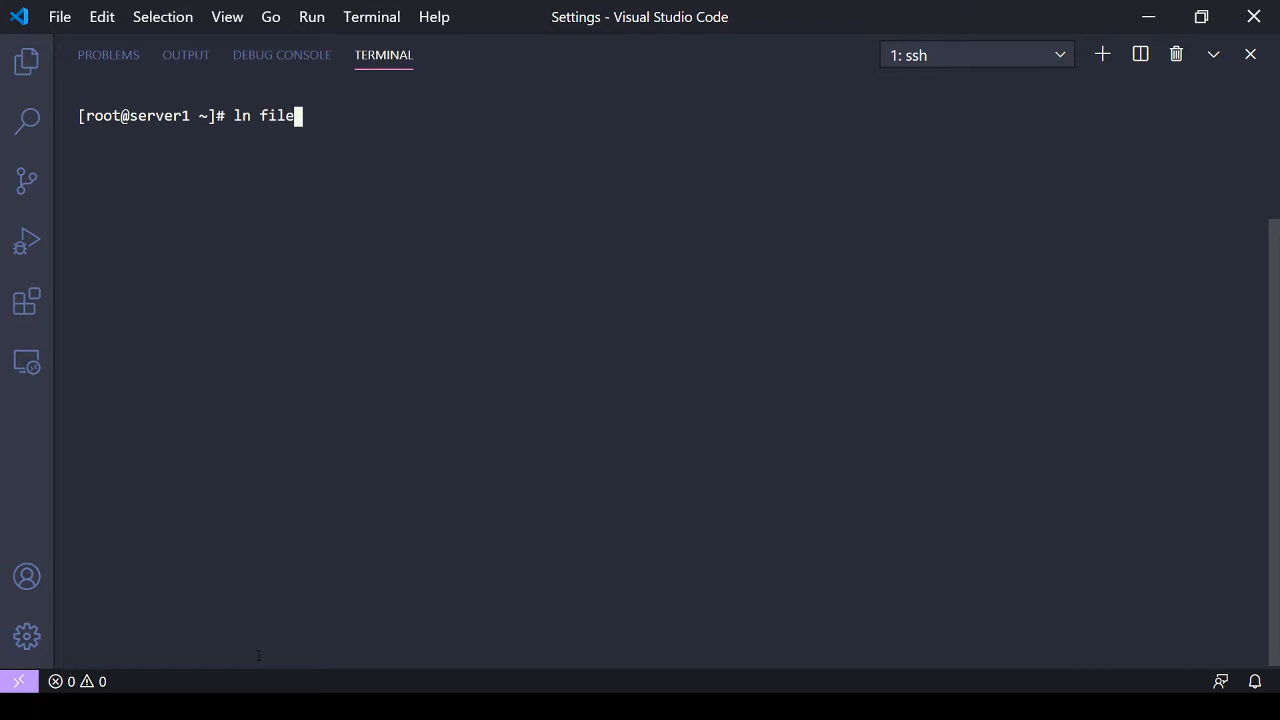 File Edit Selection View Go Run Terminal Help Settings - Visual Studio Code
PROBLEMS OUTPUT DEBUG CONSOLE TERMINAL 1: ssh
[root@server1 ~]# ln file
0 0